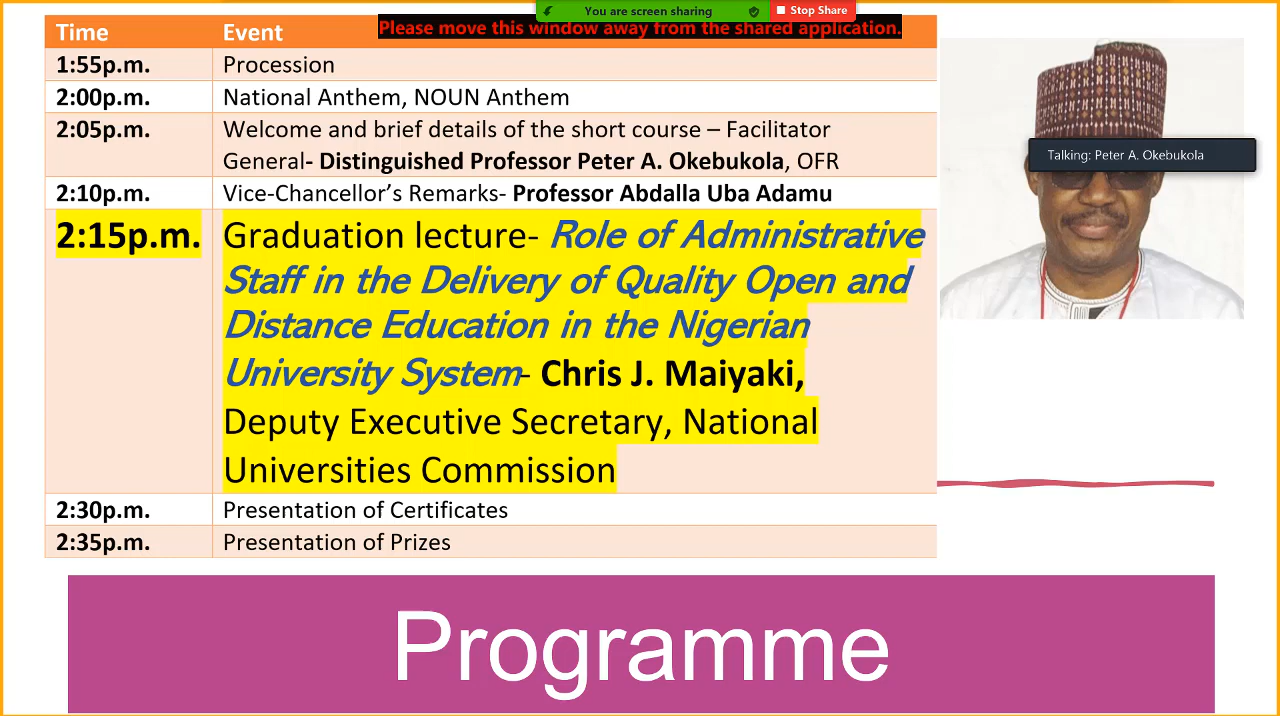 You are screen sharing
Stop Share
Please move this window away from the shared application.
Time Event
1:55p.m. Procession
2:00p.m. National Anthem, NOUN Anthem
2:05p.m. Welcome and brief details of the short course – Facilitator
General- Distinguished Professor Peter A. Okebukola, OFR
2:10p.m. Vice-Chancellor’s Remarks- Professor Abdalla Uba Adamu
2:15p.m. Graduation lecture- Role of Administrative
Staff in the Delivery of Quality Open and
Distance Education in the Nigerian
University System- Chris J. Maiyaki,
Deputy Executive Secretary, National
Universities Commission
2:30p.m. Presentation of Certificates
2:35p.m. Presentation of Prizes
Talking: Peter A. Okebukola
Programme